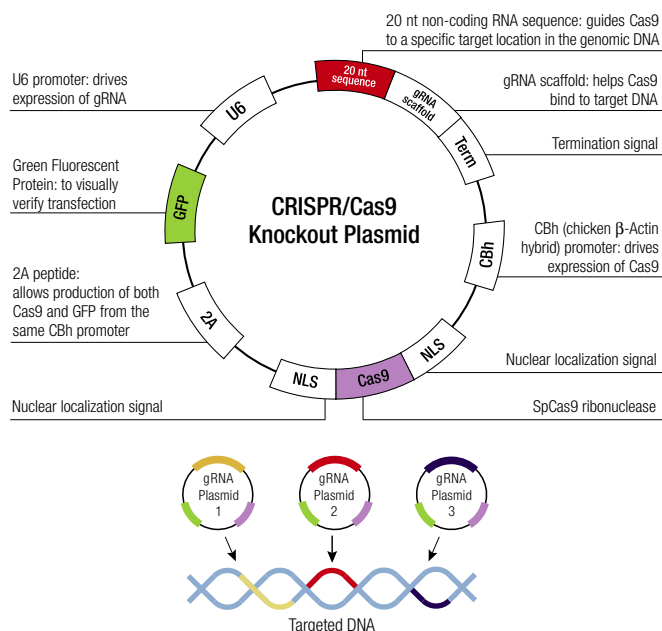 20 nt non-coding RNA sequence: guides Cas9
to a specific target location in the genomic DNA
U6 promoter: drives
expression of gRNA
20 nt
sequence
gRNA
scaffold
gRNA scaffold: helps Cas9
bind to target DNA
U6
Term
Termination signal
Green Fluorescent
Protein: to visually
verify transfection
GFP
CRISPR/Cas9
Knockout Plasmid
CBh
CBh (chicken β-Actin
hybrid) promoter: drives
expression of Cas9
2A peptide:
allows production of both
Cas9 and GFP from the
same CBh promoter
2A
NLS
Cas9
NLS
Nuclear localization signal
Nuclear localization signal
SpCas9 ribonuclease
gRNA
Plasmid
1
gRNA
Plasmid
2
gRNA
Plasmid
3
Targeted DNA